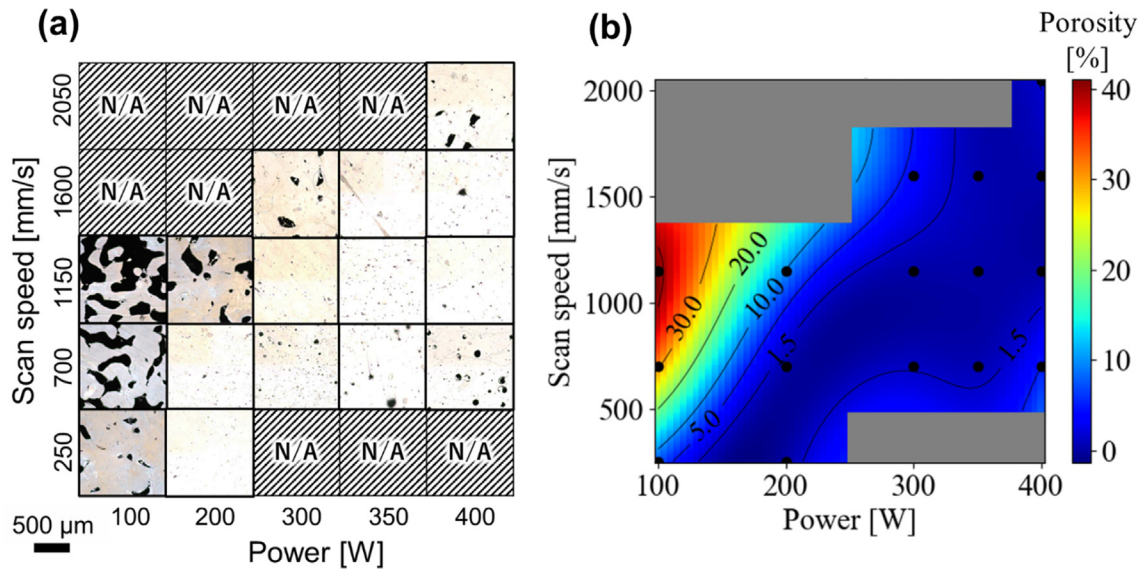 (a)
Scan speed [mm/s]
2050
N/A N/A N/A N/A
1600
N/A N/A
1150
700
250
N/A N/A N/A
100 200 300 350 400
500 μm
Power [W]
(b)
Porosity
[%]
Scan speed [mm/s]
2000
1500
1000
500
20.0
10.0
30.0
1.5
1.5
5.0
100 200 300 400
Power [W]
40
30
20
10
0